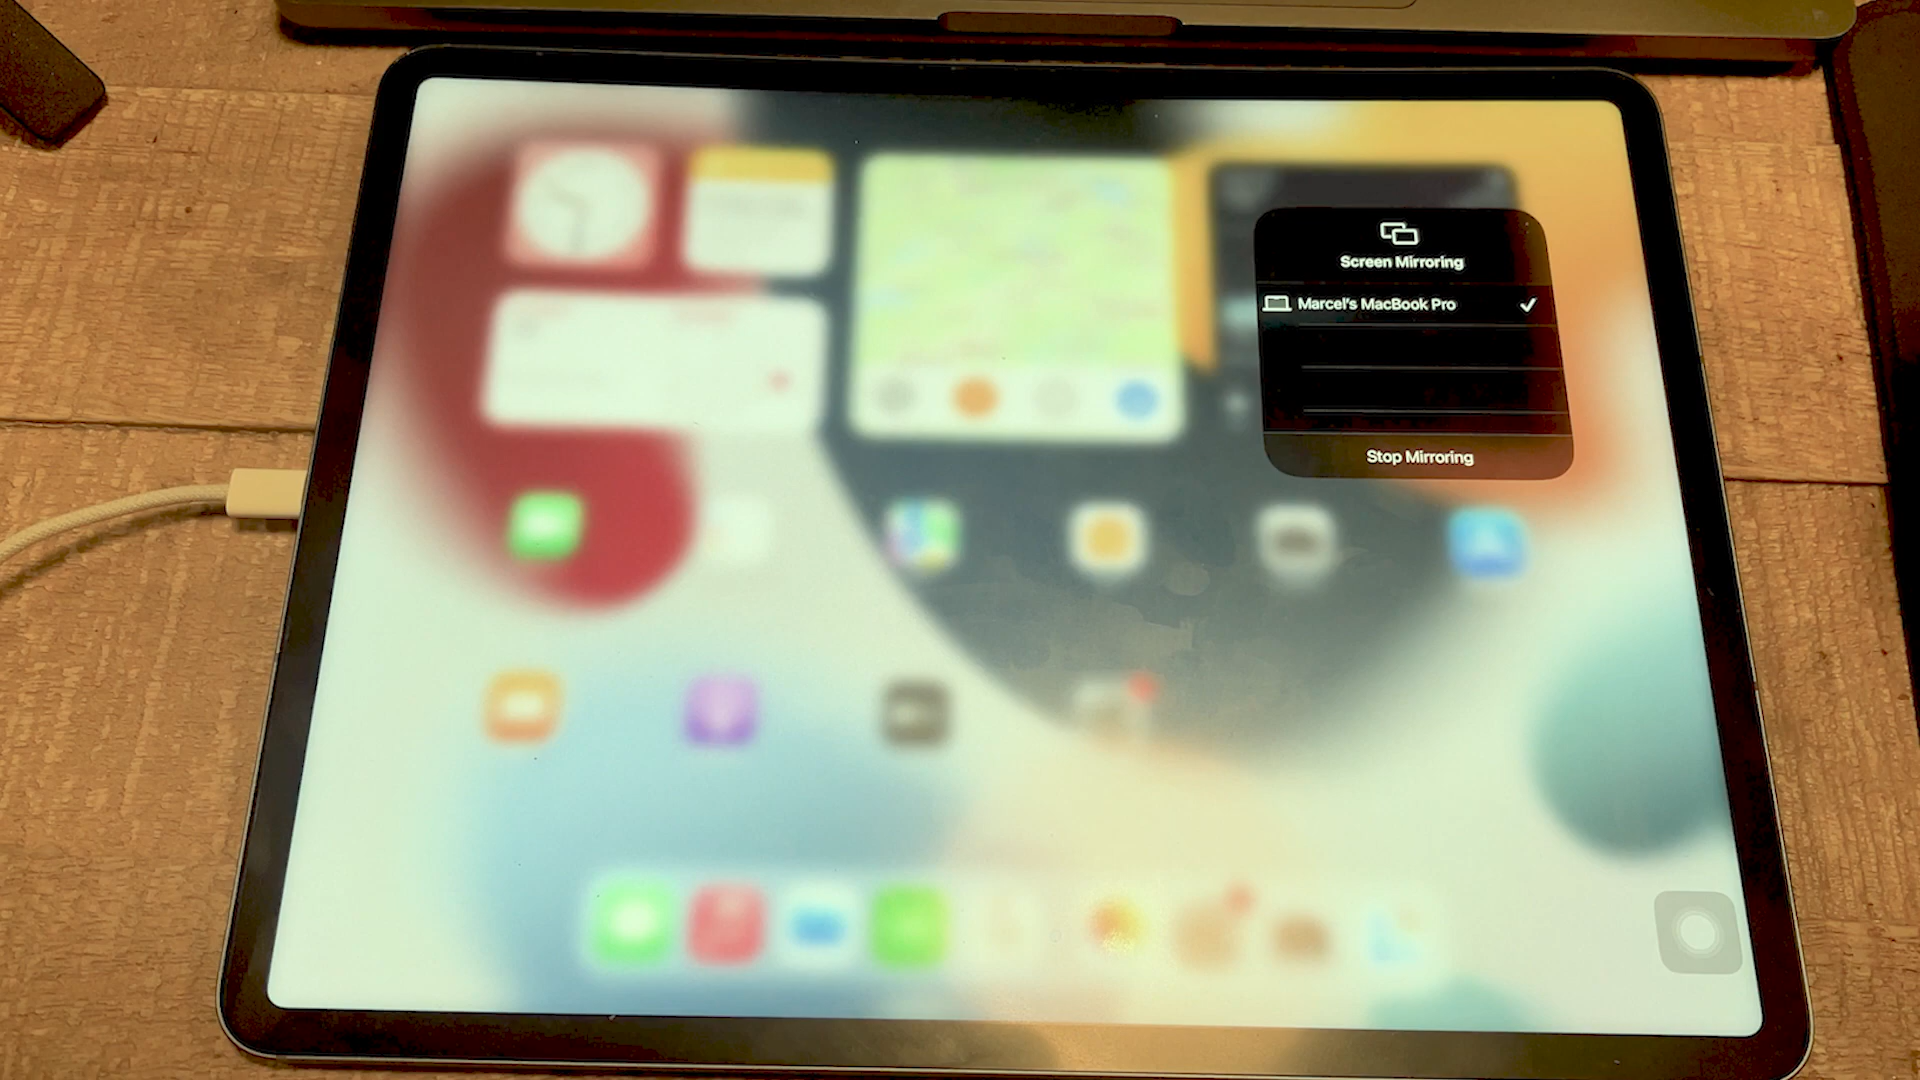 Screen Mirroring
Marcel's MacBook Pro
Stop Mirroring